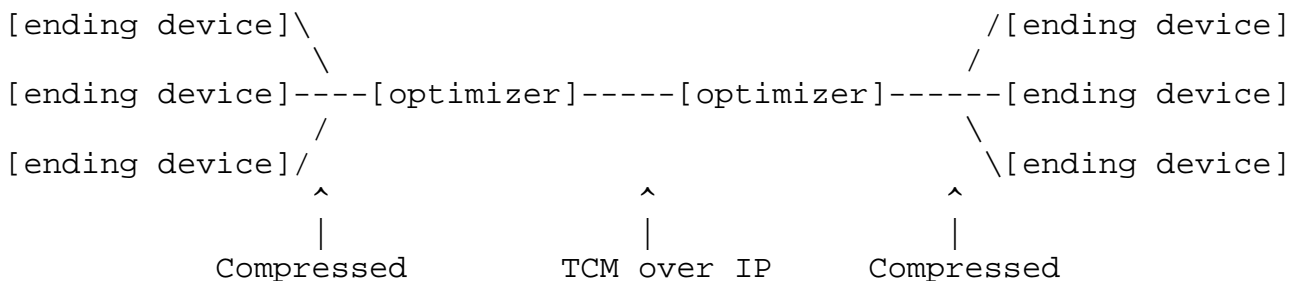 [ending device]\                                /[ending device]
                \                              /
[ending device]----[optimizer]-----[optimizer]------[ending device]
                /                              \
[ending device]/                                \[ending device]
                ^                ^               ^
                |                |               |
           Compressed       TCM over IP     Compressed